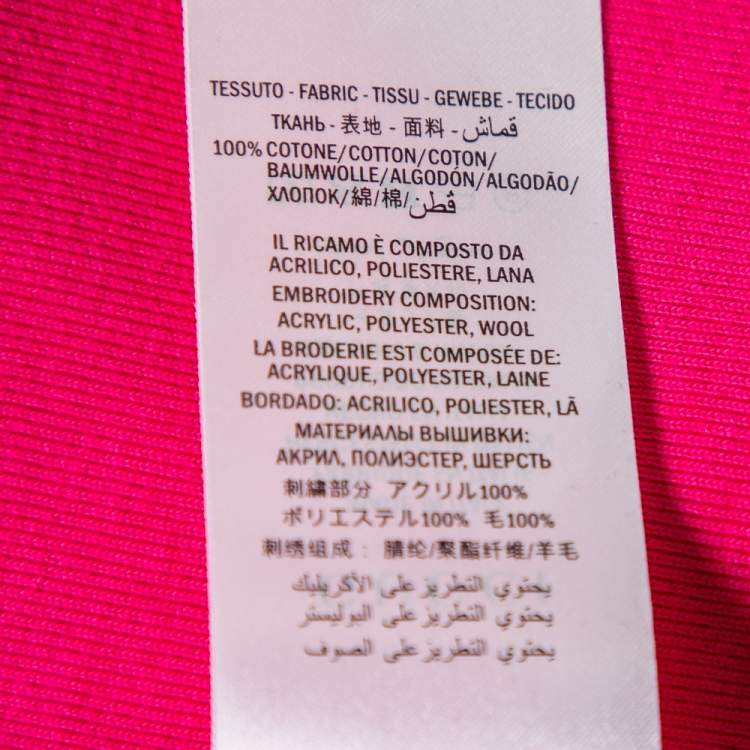 TESSUTO - FABRIC - TISSU - GEWEBE - TECIDO
ТКАНЬ - 表地 - 面料 - قماش
100% COTONE/COTTON/COTON/
BAUMWOLLE/ALGODÓN/ALGODÃO/
ХЛОПОК/綿/棉/قطن
IL RICAMO È COMPOSTO DA
ACRILICO, POLIESTERE, LANA
EMBROIDERY COMPOSITION:
ACRYLIC, POLYESTER, WOOL
LA BRODERIE EST COMPOSÉE DE:
ACRYLIQUE, POLYESTER, LAINE
BORDADO: ACRILICO, POLIESTER, LÃ
МАТЕРИАЛЫ ВЫШИВКИ:
АКРИЛ, ПОЛИЭСТЕР, ШЕРСТЬ
刺繍部分 アクリル100%
ポリエステル100% 毛100%
刺绣组成： 腈纶/聚酯纤维/羊毛
يحتوي التطريز على الأكريليك
يحتوي التطريز على البوليستر
يحتوي التطريز على الصوف